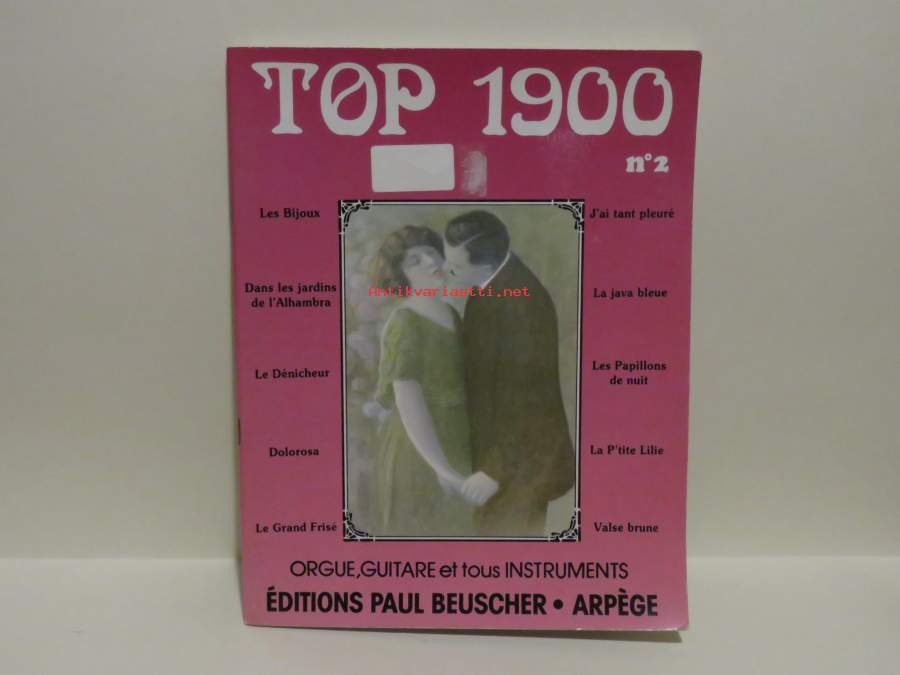 TOP 1900
n°2
Les Bijoux
Dans les jardins
de l'Alhambra
Le Dénicheur
Dolorosa
Le Grand Frisé
J'ai tant pleuré
La java bleue
Les Papillons
de nuit
La P'tite Lilie
Valse brune
Antikvariaatti.net
ORGUE, GUITARE et tous INSTRUMENTS
ÉDITIONS PAUL BEUSCHER • ARPÈGE